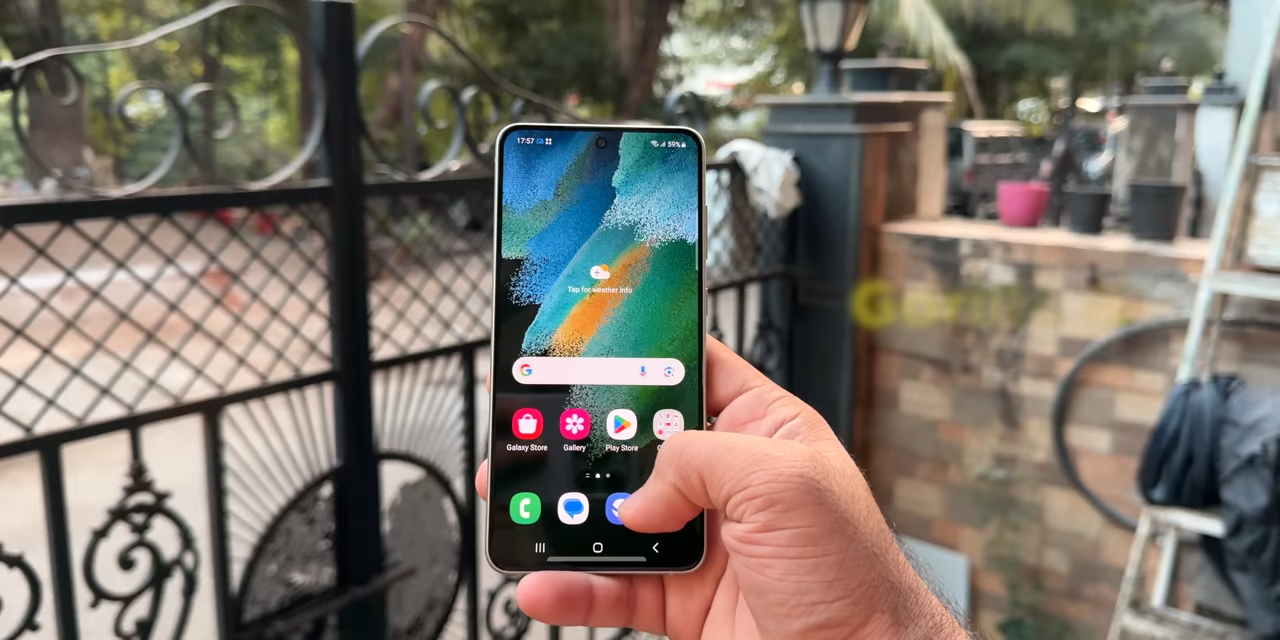 17:57
59%
Tap for weather info
G
Galaxy Store
Gallery
Play Store